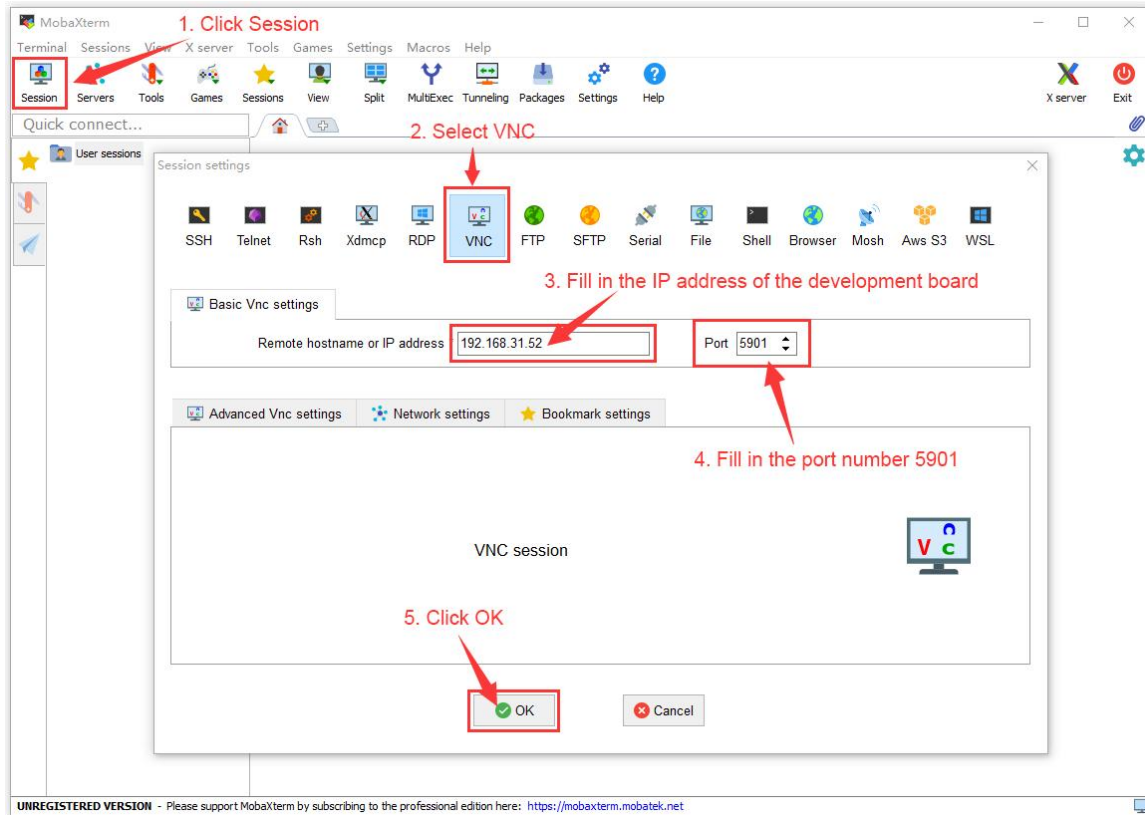 MobaXterm
1. Click Session
Terminal Sessions View X server Tools Games Settings Macros Help
Session Servers Tools Games Sessions View Split MultiExec Tunneling Packages Settings Help X server Exit
Quick connect...
2. Select VNC
User sessions
Session settings
SSH Telnet Rsh Xdmcp RDP VNC FTP SFTP Serial File Shell Browser Mosh Aws S3 WSL
3. Fill in the IP address of the development board
Basic Vnc settings
Remote hostname or IP address * 192.168.31.52 Port 5901
Advanced Vnc settings Network settings Bookmark settings
4. Fill in the port number 5901
VNC session
V n c
5. Click OK
OK Cancel
UNREGISTERED VERSION - Please support MobaXterm by subscribing to the professional edition here: https://mobaxterm.mobatek.net